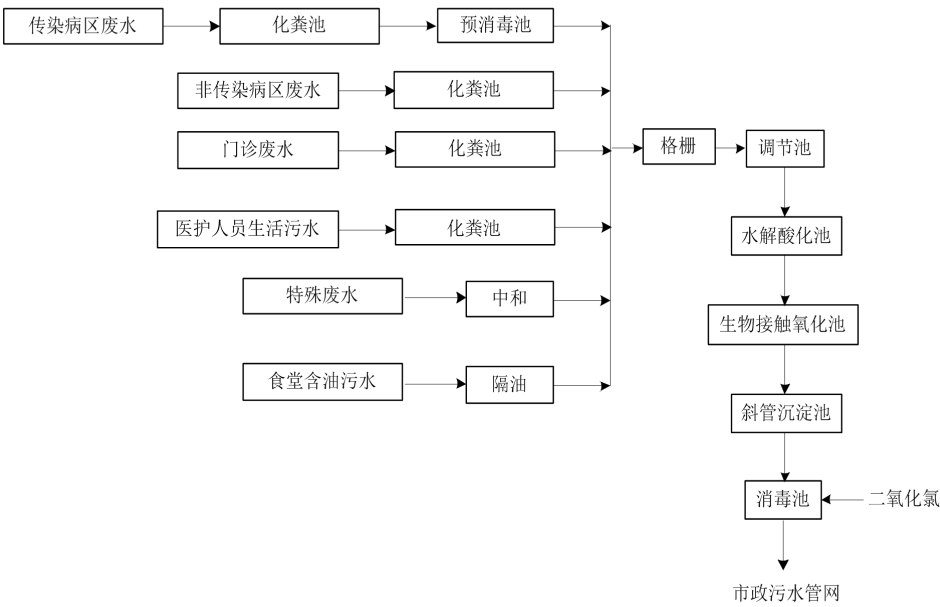 传染病区废水
化粪池
预消毒池
非传染病区废水
化粪池
门诊废水
化粪池
格栅
调节池
医护人员生活污水
化粪池
水解酸化池
特殊废水
中和
生物接触氧化池
食堂含油污水
隔油
斜管沉淀池
消毒池
二氧化氯
市政污水管网